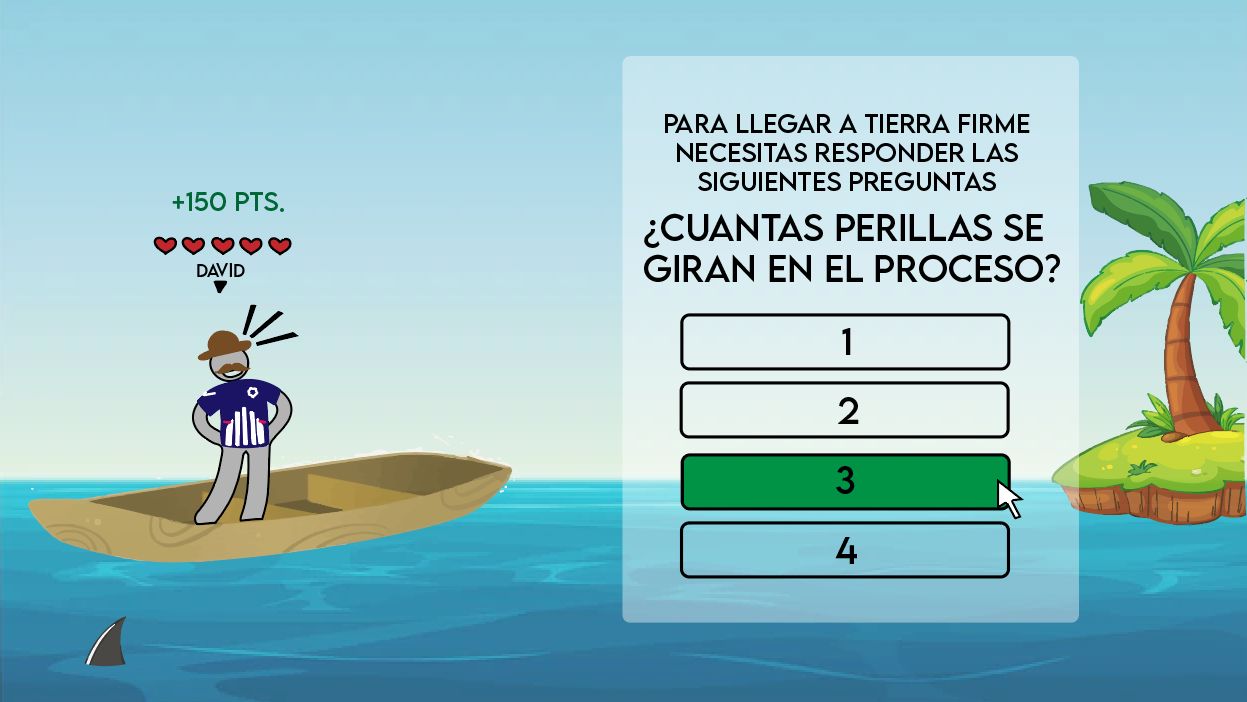 PARA LLEGAR A TIERRA FIRME
NECESITAS RESPONDER LAS
SIGUIENTES PREGUNTAS
¿CUANTAS PERILLAS SE
GIRAN EN EL PROCESO?
1
2
3
4
+150 PTS.
DAVID